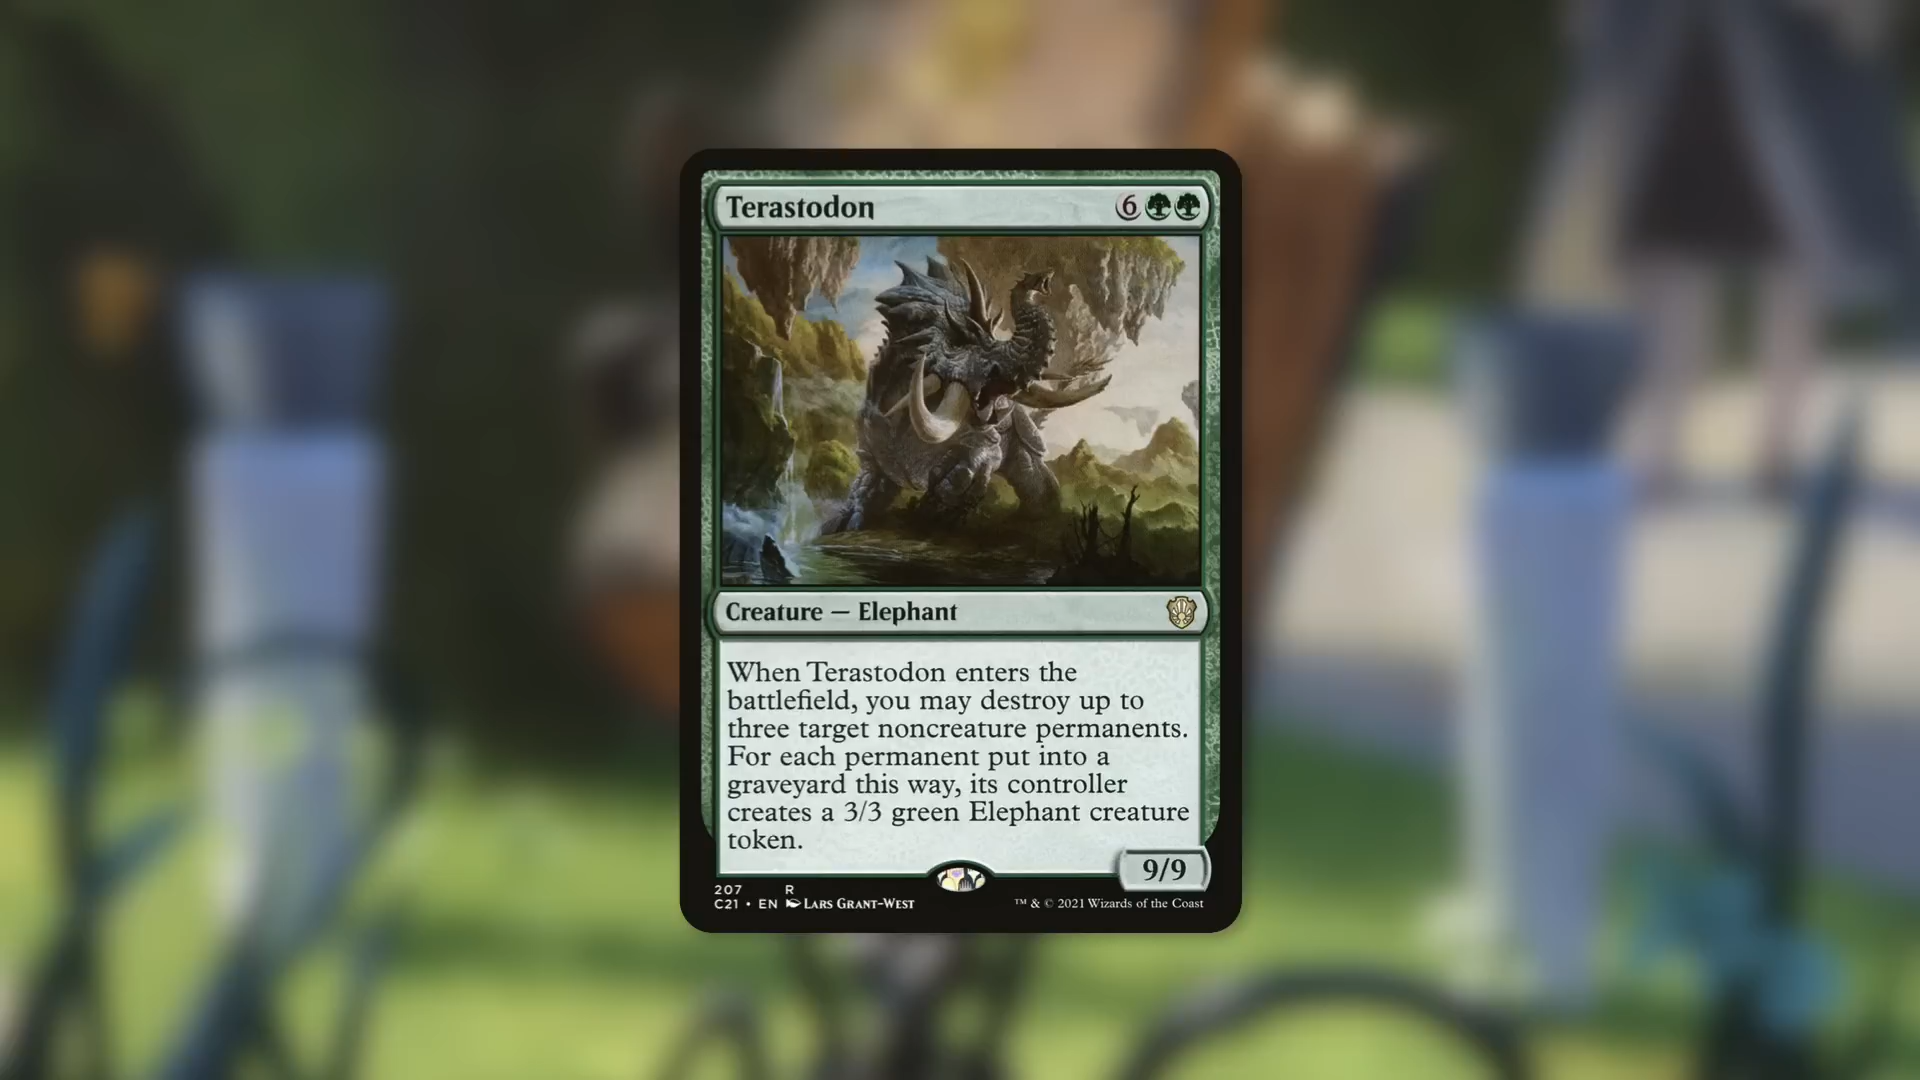 Terastodon 6
Creature — Elephant
When Terastodon enters the
battlefield, you may destroy up to
three target noncreature permanents.
For each permanent put into a
graveyard this way, its controller
creates a 3/3 green Elephant creature
token.
9/9
207 R
C21 • EN Lars Grant-West
™ & © 2021 Wizards of the Coast